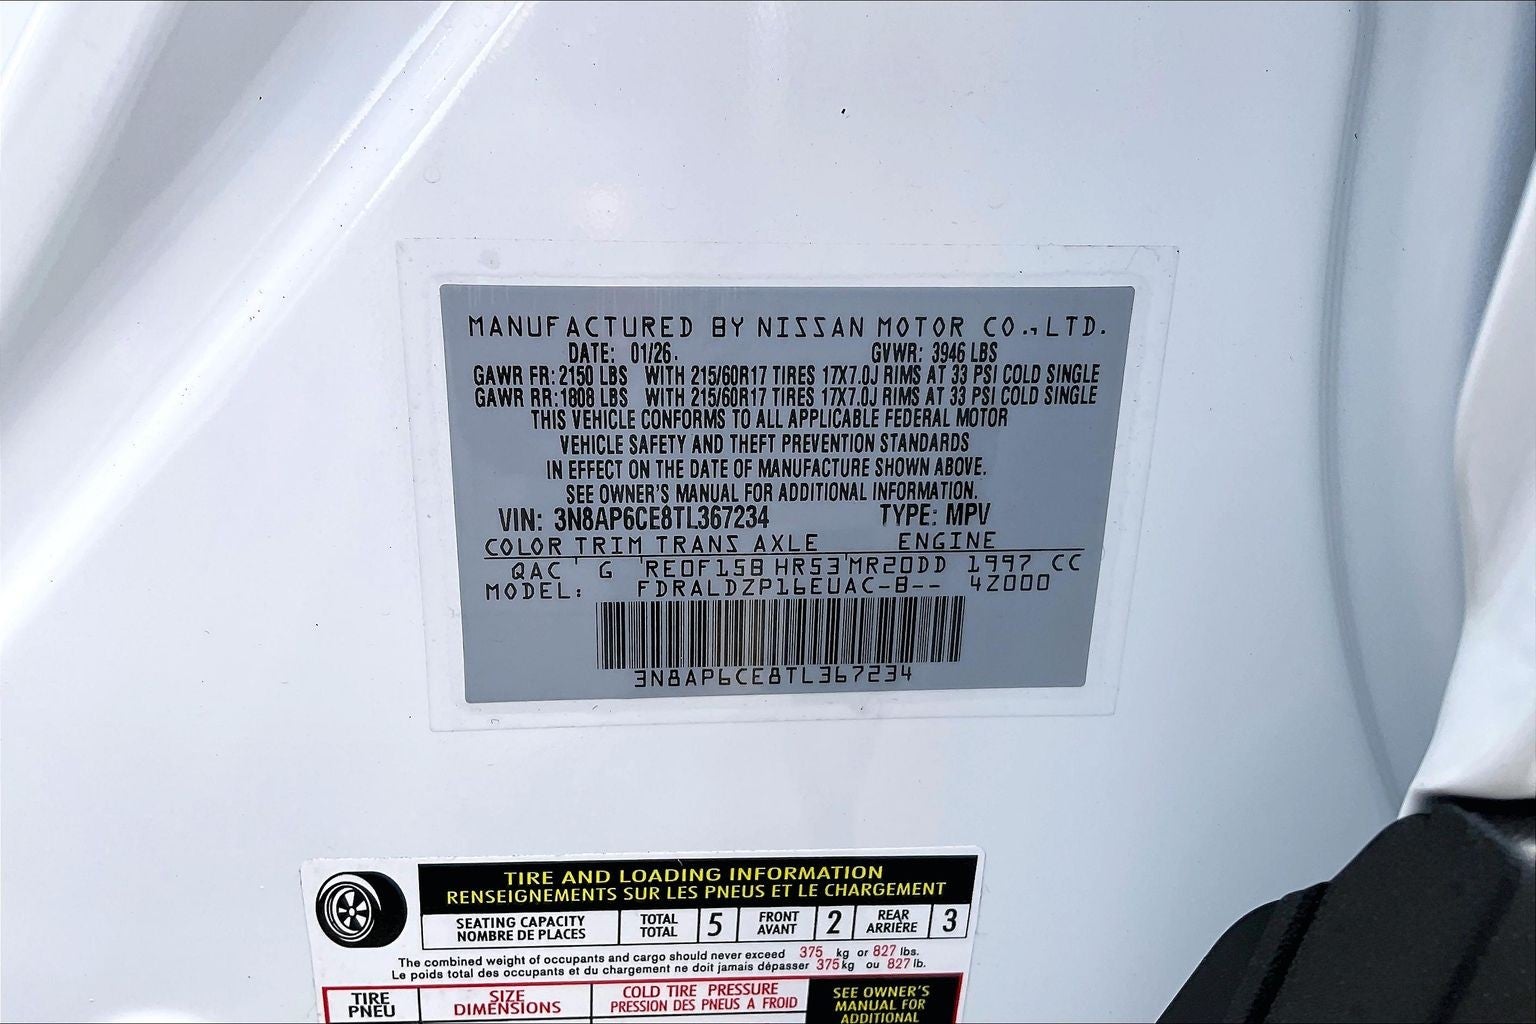 MANUFACTURED BY NISSAN MOTOR CO., LTD.
DATE: 01/26. GVWR: 3946 LBS
GAWR FR: 2150 LBS WITH 215/60R17 TIRES 17X7.0J RIMS AT 33 PSI COLD SINGLE
GAWR RR: 1808 LBS WITH 215/60R17 TIRES 17X7.0J RIMS AT 33 PSI COLD SINGLE
THIS VEHICLE CONFORMS TO ALL APPLICABLE FEDERAL MOTOR
VEHICLE SAFETY AND THEFT PREVENTION STANDARDS
IN EFFECT ON THE DATE OF MANUFACTURE SHOWN ABOVE.
SEE OWNER'S MANUAL FOR ADDITIONAL INFORMATION.
VIN: 3N8AP6CE8TL367234 TYPE: MPV
COLOR TRIM TRANS AXLE ENGINE
QAC ' G 'RE0F15B HR53'MR20DD 1997 CC
MODEL: FDRALDZP16EUAC-B-- 4Z000
3N8AP6CE8TL367234
TIRE AND LOADING INFORMATION
RENSEIGNEMENTS SUR LES PNEUS ET LE CHARGEMENT
SEATING CAPACITY TOTAL 5 FRONT 2 REAR 3
NOMBRE DE PLACES TOTAL AVANT ARRIÈRE
The combined weight of occupants and cargo should never exceed 375 kg or 827 lbs.
Le poids total des occupants et du chargement ne doit jamais dépasser 375 kg ou 827 lb.
TIRE SIZE COLD TIRE PRESSURE SEE OWNER'S
PNEU DIMENSIONS PRESSION DES PNEUS A FROID MANUAL FOR
ADDITIONAL